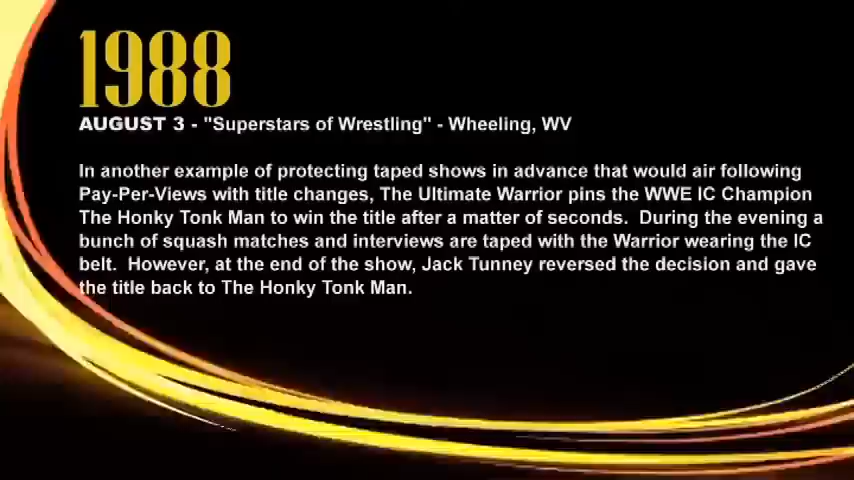 1988
AUGUST 3 - "Superstars of Wrestling" - Wheeling, WV
In another example of protecting taped shows in advance that would air following
Pay-Per-Views with title changes, The Ultimate Warrior pins the WWE IC Champion
The Honky Tonk Man to win the title after a matter of seconds.  During the evening a
bunch of squash matches and interviews are taped with the Warrior wearing the IC
belt.  However, at the end of the show, Jack Tunney reversed the decision and gave
the title back to The Honky Tonk Man.